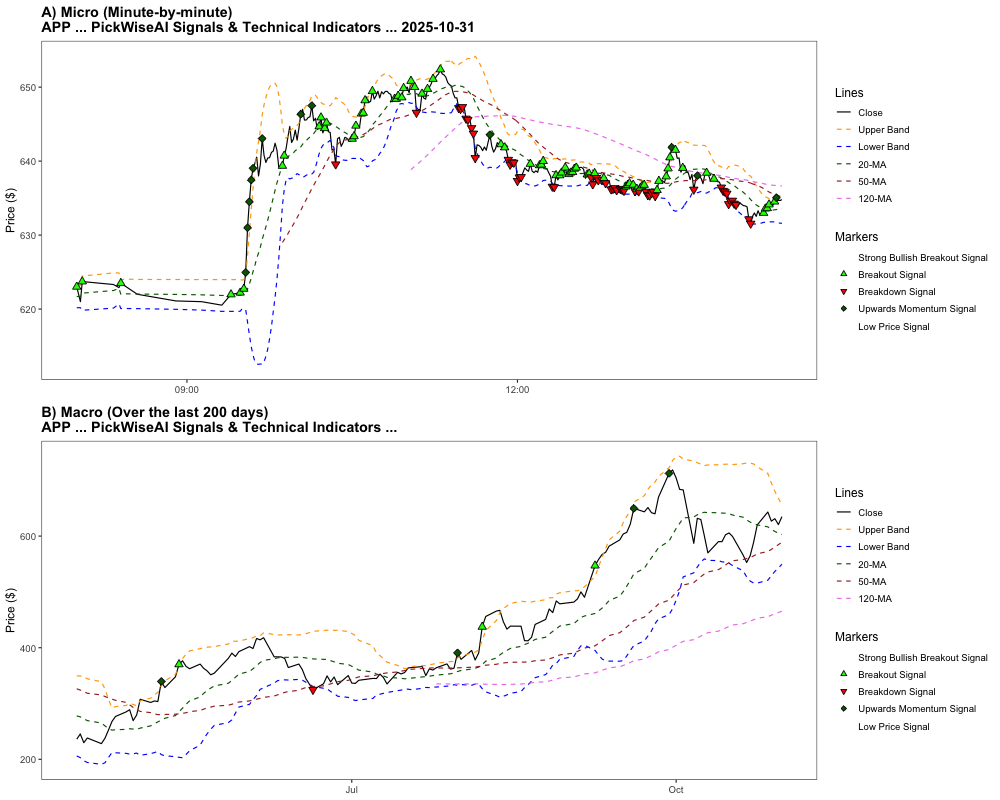 A) Micro (Minute-by-minute)
APP ... PickWiseAI Signals & Technical Indicators ... 2025-10-31
Price ($)
650
640
630
620
09:00
12:00
Lines
Close
Upper Band
Lower Band
20-MA
50-MA
120-MA
Markers
Strong Bullish Breakout Signal
Breakout Signal
Breakdown Signal
Upwards Momentum Signal
Low Price Signal
B) Macro (Over the last 200 days)
APP ... PickWiseAI Signals & Technical Indicators ...
Price ($)
600
400
200
Jul
Oct
Lines
Close
Upper Band
Lower Band
20-MA
50-MA
120-MA
Markers
Strong Bullish Breakout Signal
Breakout Signal
Breakdown Signal
Upwards Momentum Signal
Low Price Signal